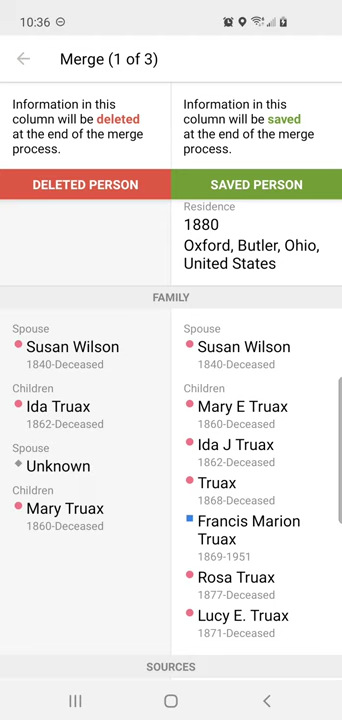 10:36
Merge (1 of 3)
Information in this
column will be deleted
at the end of the merge
process.
Information in this
column will be saved
at the end of the merge
process.
DELETED PERSON
SAVED PERSON
Residence
1880
Oxford, Butler, Ohio,
United States
FAMILY
Spouse
Susan Wilson
1840-Deceased
Children
Ida Truax
1862-Deceased
Spouse
Unknown
Children
Mary Truax
1860-Deceased
Spouse
Susan Wilson
1840-Deceased
Children
Mary E Truax
1860-Deceased
Ida J Truax
1862-Deceased
Truax
1868-Deceased
Francis Marion
Truax
1869-1951
Rosa Truax
1877-Deceased
Lucy E. Truax
1871-Deceased
SOURCES